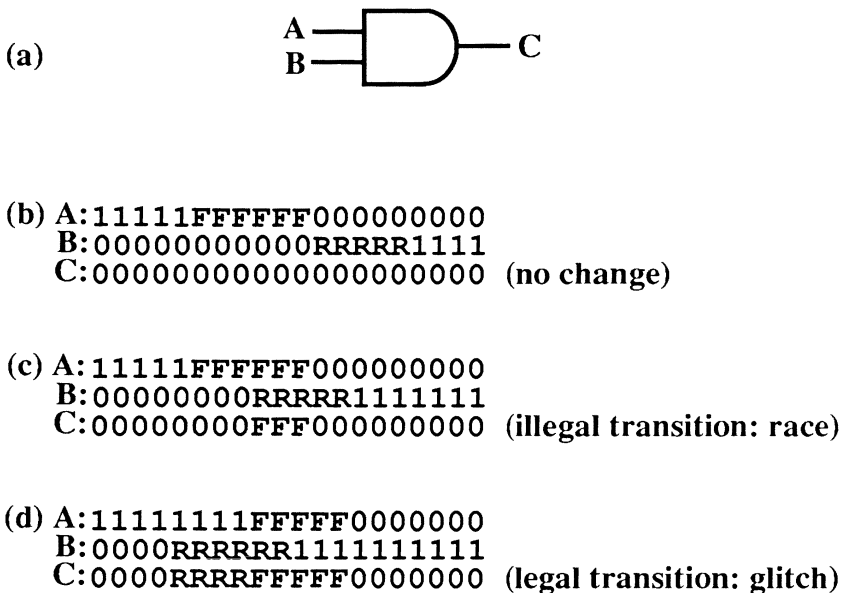 (a) A
B
C
(b) A:11111FFFFFF000000000
B:00000000000RRRRR1111
C:00000000000000000000 (no change)
(c) A:11111FFFFFF000000000
B:00000000RRRRR1111111
C:00000000FFF000000000 (illegal transition: race)
(d) A:11111111FFFFF0000000
B:0000RRRRRR1111111111
C:0000RRRRFFFFF0000000 (legal transition: glitch)